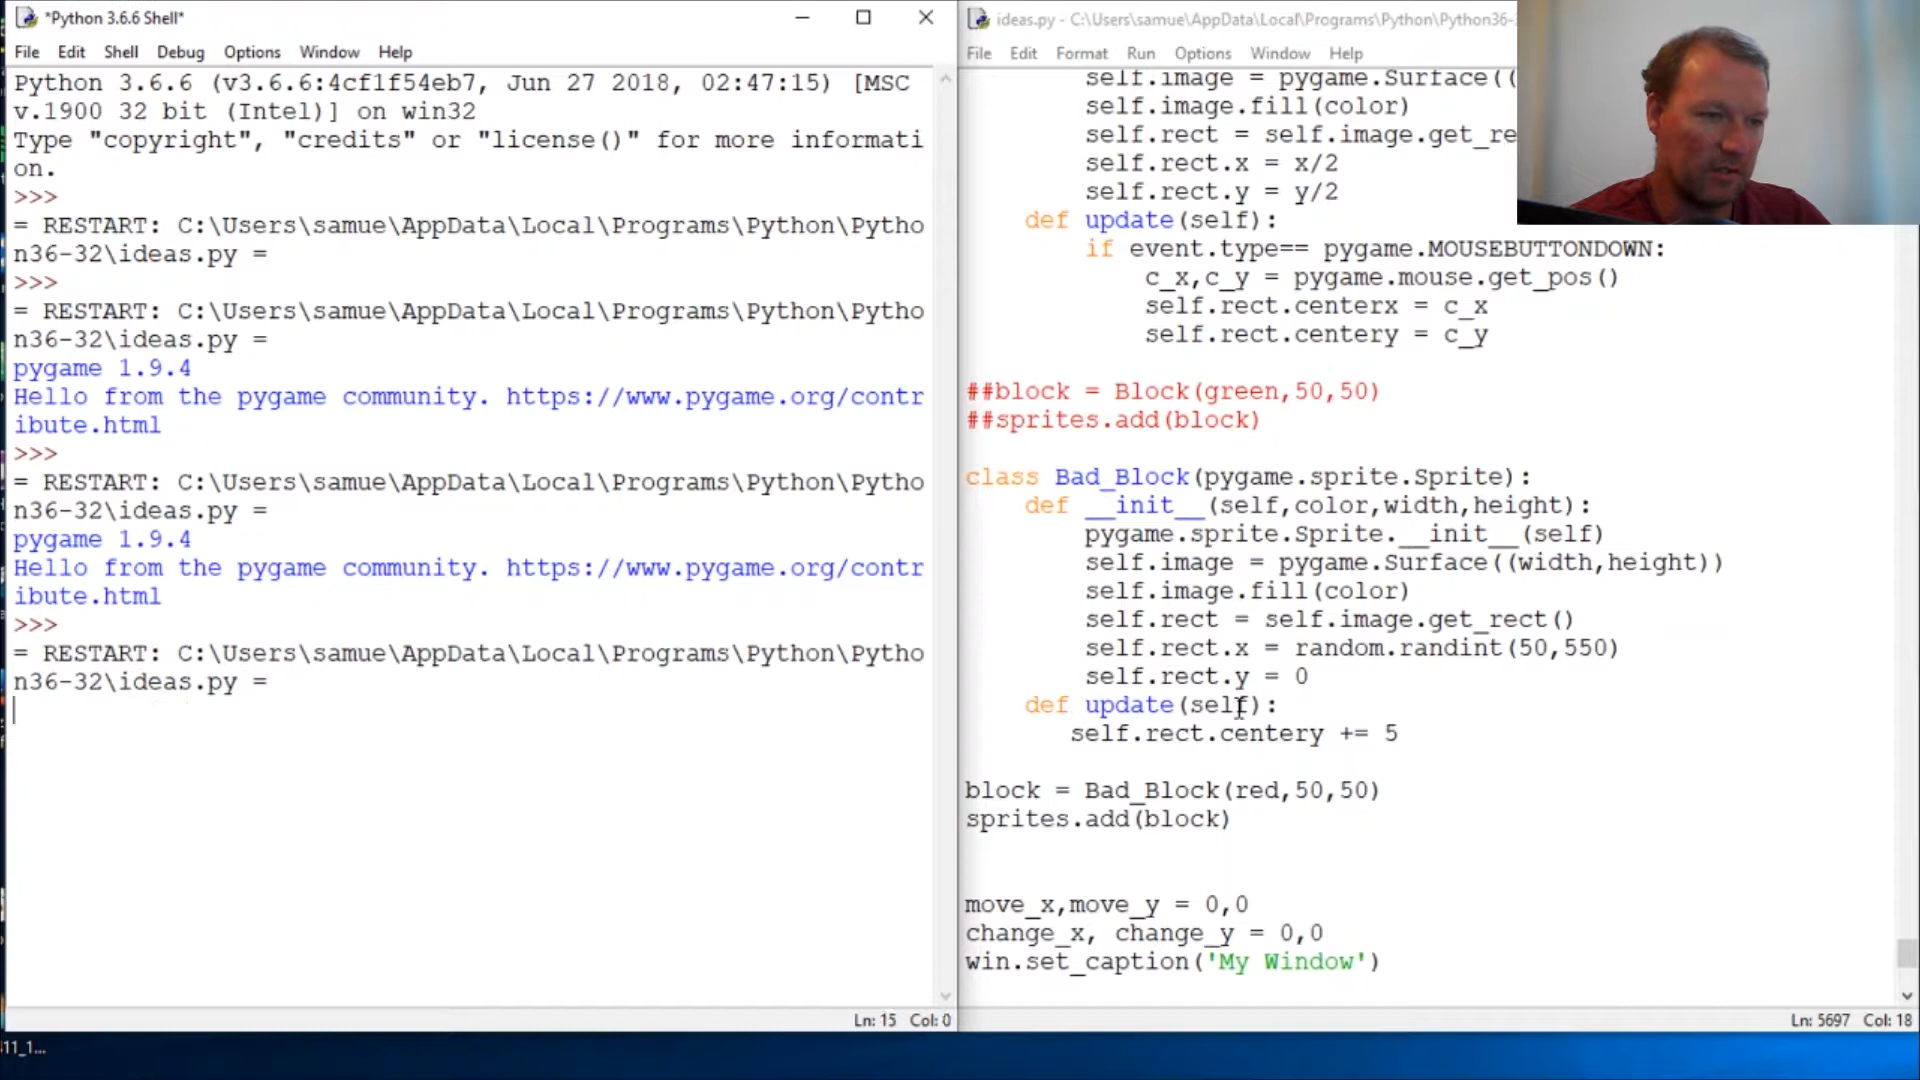 *Python 3.6.6 Shell*
File Edit Shell Debug Options Window Help
Python 3.6.6 (v3.6.6:4cf1f54eb7, Jun 27 2018, 02:47:15) [MSC
v.1900 32 bit (Intel)] on win32
Type "copyright", "credits" or "license()" for more informati
on.
>>>
= RESTART: C:\Users\samue\AppData\Local\Programs\Python\Pytho
n36-32\ideas.py =
>>>
= RESTART: C:\Users\samue\AppData\Local\Programs\Python\Pytho
n36-32\ideas.py =
pygame 1.9.4
Hello from the pygame community. https://www.pygame.org/contr
ibute.html
>>>
= RESTART: C:\Users\samue\AppData\Local\Programs\Python\Pytho
n36-32\ideas.py =
pygame 1.9.4
Hello from the pygame community. https://www.pygame.org/contr
ibute.html
>>>
= RESTART: C:\Users\samue\AppData\Local\Programs\Python\Pytho
n36-32\ideas.py =
Ln: 15 Col: 0
ideas.py - C:\Users\samue\AppData\Local\Programs\Python\Python36-
File Edit Format Run Options Window Help
self.image = pygame.Surface((
self.image.fill(color)
self.rect = self.image.get_re
self.rect.x = x/2
self.rect.y = y/2
def update(self):
if event.type== pygame.MOUSEBUTTONDOWN:
c_x,c_y = pygame.mouse.get_pos()
self.rect.centerx = c_x
self.rect.centery = c_y
##block = Block(green,50,50)
##sprites.add(block)
class Bad_Block(pygame.sprite.Sprite):
def __init__(self,color,width,height):
pygame.sprite.Sprite.__init__(self)
self.image = pygame.Surface((width,height))
self.image.fill(color)
self.rect = self.image.get_rect()
self.rect.x = random.randint(50,550)
self.rect.y = 0
def update(self):
self.rect.centery += 5
block = Bad_Block(red,50,50)
sprites.add(block)
move_x,move_y = 0,0
change_x, change_y = 0,0
win.set_caption('My Window')
Ln: 5697 Col: 18
11_1...